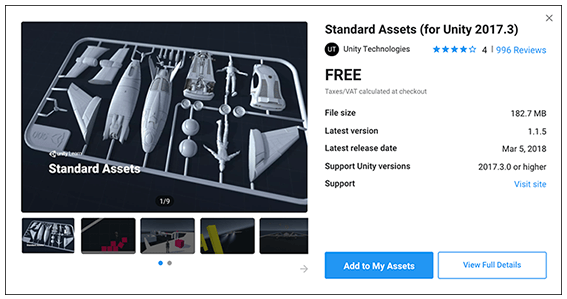 Standard Assets (for Unity 2017.3)
UT Unity Technologies 4 | 996 Reviews
FREE
Taxes/VAT calculated at checkout
File size 182.7 MB
Latest version 1.1.5
Latest release date Mar 5, 2018
Support Unity versions 2017.3.0 or higher
Support Visit site
Add to My Assets View Full Details
Standard Assets
1/9